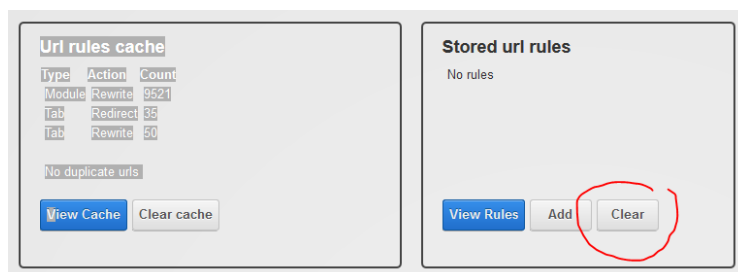 Url rules cache
Type Action Count
Module Rewrite 9521
Tab Redirect 35
Tab Rewrite 50
No duplicate urls
View Cache Clear cache
Stored url rules
No rules
View Rules Add Clear